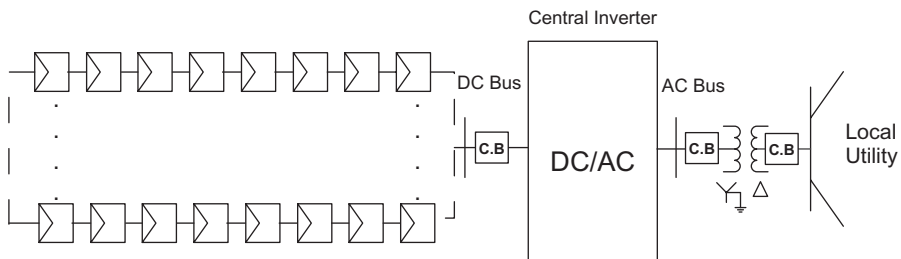 Central Inverter
DC Bus
AC Bus
C.B
DC/AC
C.B
C.B
Local
Utility